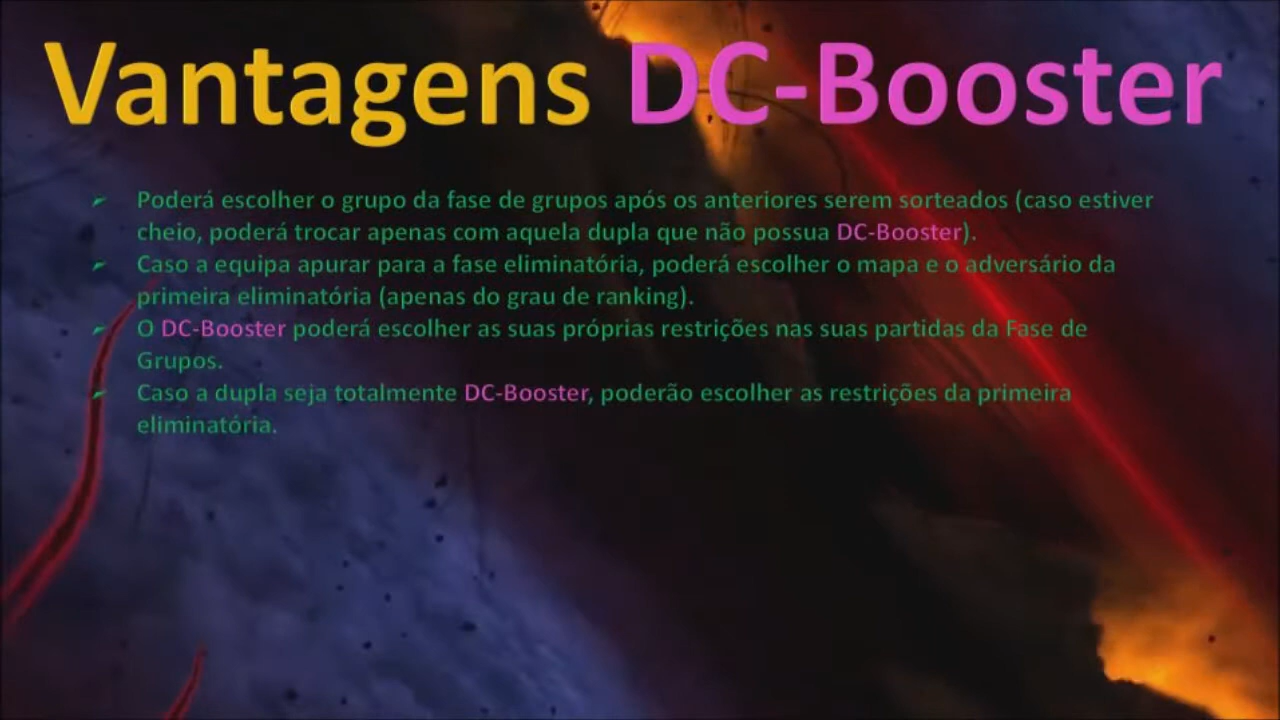 Vantagens DC-Booster
➢ Poderá escolher o grupo da fase de grupos após os anteriores serem sorteados (caso estiver
cheio, poderá trocar apenas com aquela dupla que não possua DC-Booster).
➢ Caso a equipa apurar para a fase eliminatória, poderá escolher o mapa e o adversário da
primeira eliminatória (apenas do grau de ranking).
➢ O DC-Booster poderá escolher as suas próprias restrições nas suas partidas da Fase de
Grupos.
➢ Caso a dupla seja totalmente DC-Booster, poderão escolher as restrições da primeira
eliminatória.